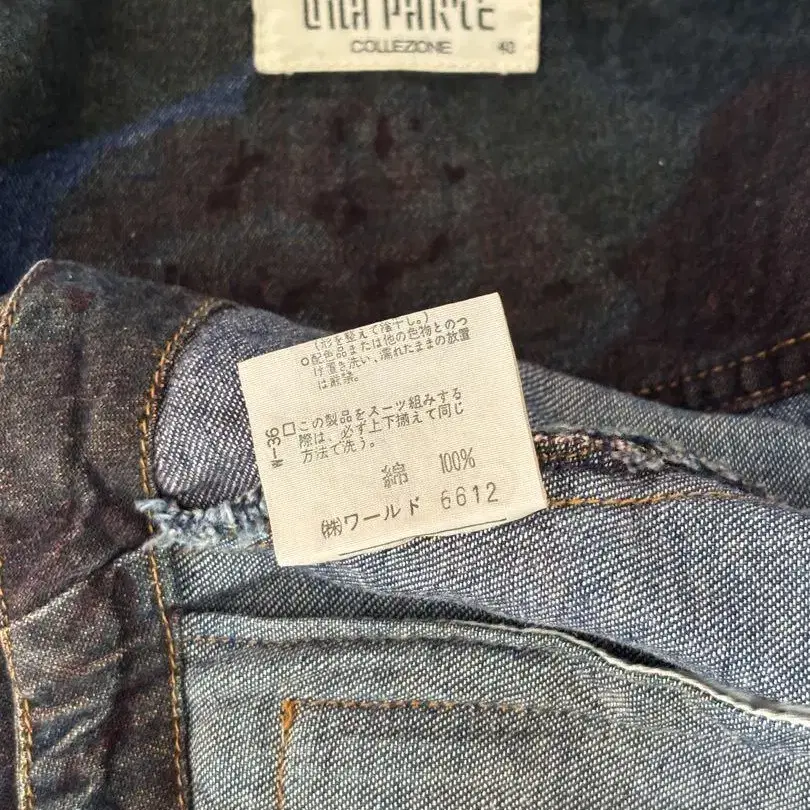 COLLEZIONE 40
(形を整えて陰干し。)
○配色品または他の色物とのつ
け置き洗い、濡れたままの放置
は厳禁。
W-36
□この製品をスーツ組みする
際は、必ず上下揃えて同じ
方法で洗う。
綿 100%
㈱ワールド 6612